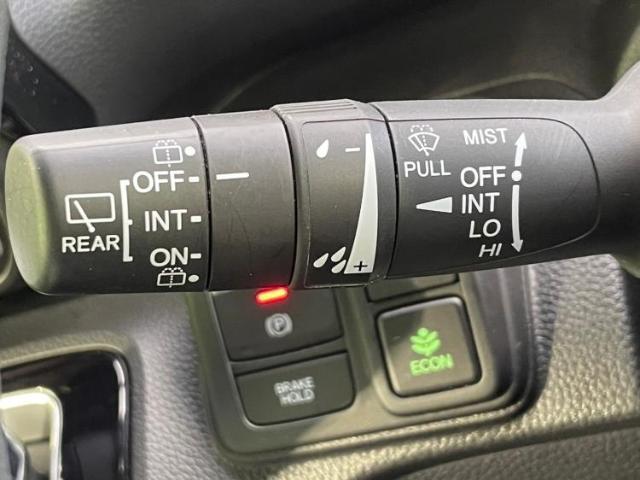 OFF
INT
REAR
ON
−
+
PULL
MIST
OFF
INT
LO
HI
P
BRAKE
HOLD
ECON